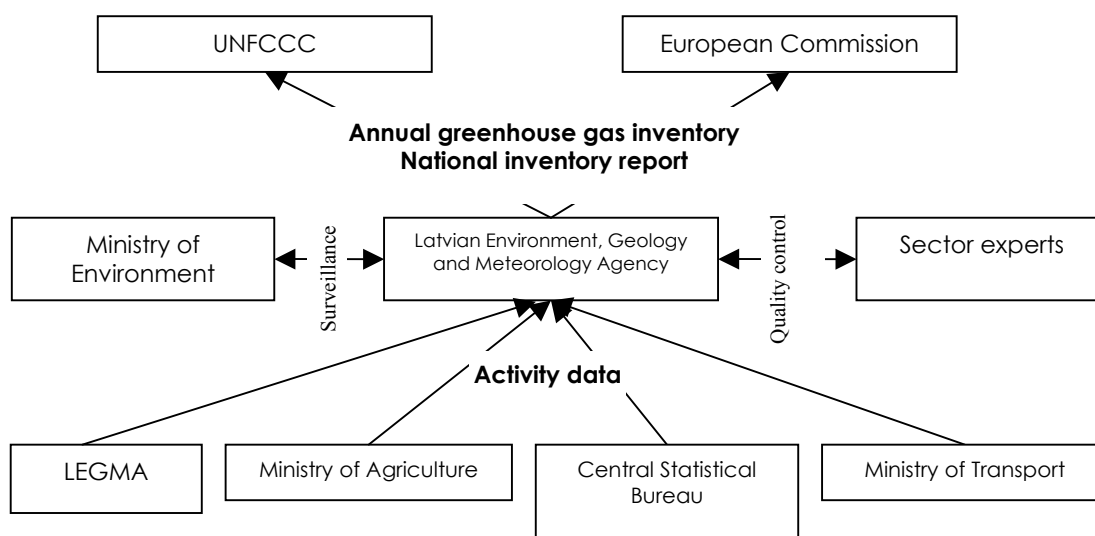 UNFCCC
European Commission
Annual greenhouse gas inventory
National inventory report
Ministry of
Environment
Surveillance
Latvian Environment, Geology
and Meteorology Agency
Quality control
Sector experts
Activity data
LEGMA
Ministry of Agriculture
Central Statistical
Bureau
Ministry of Transport